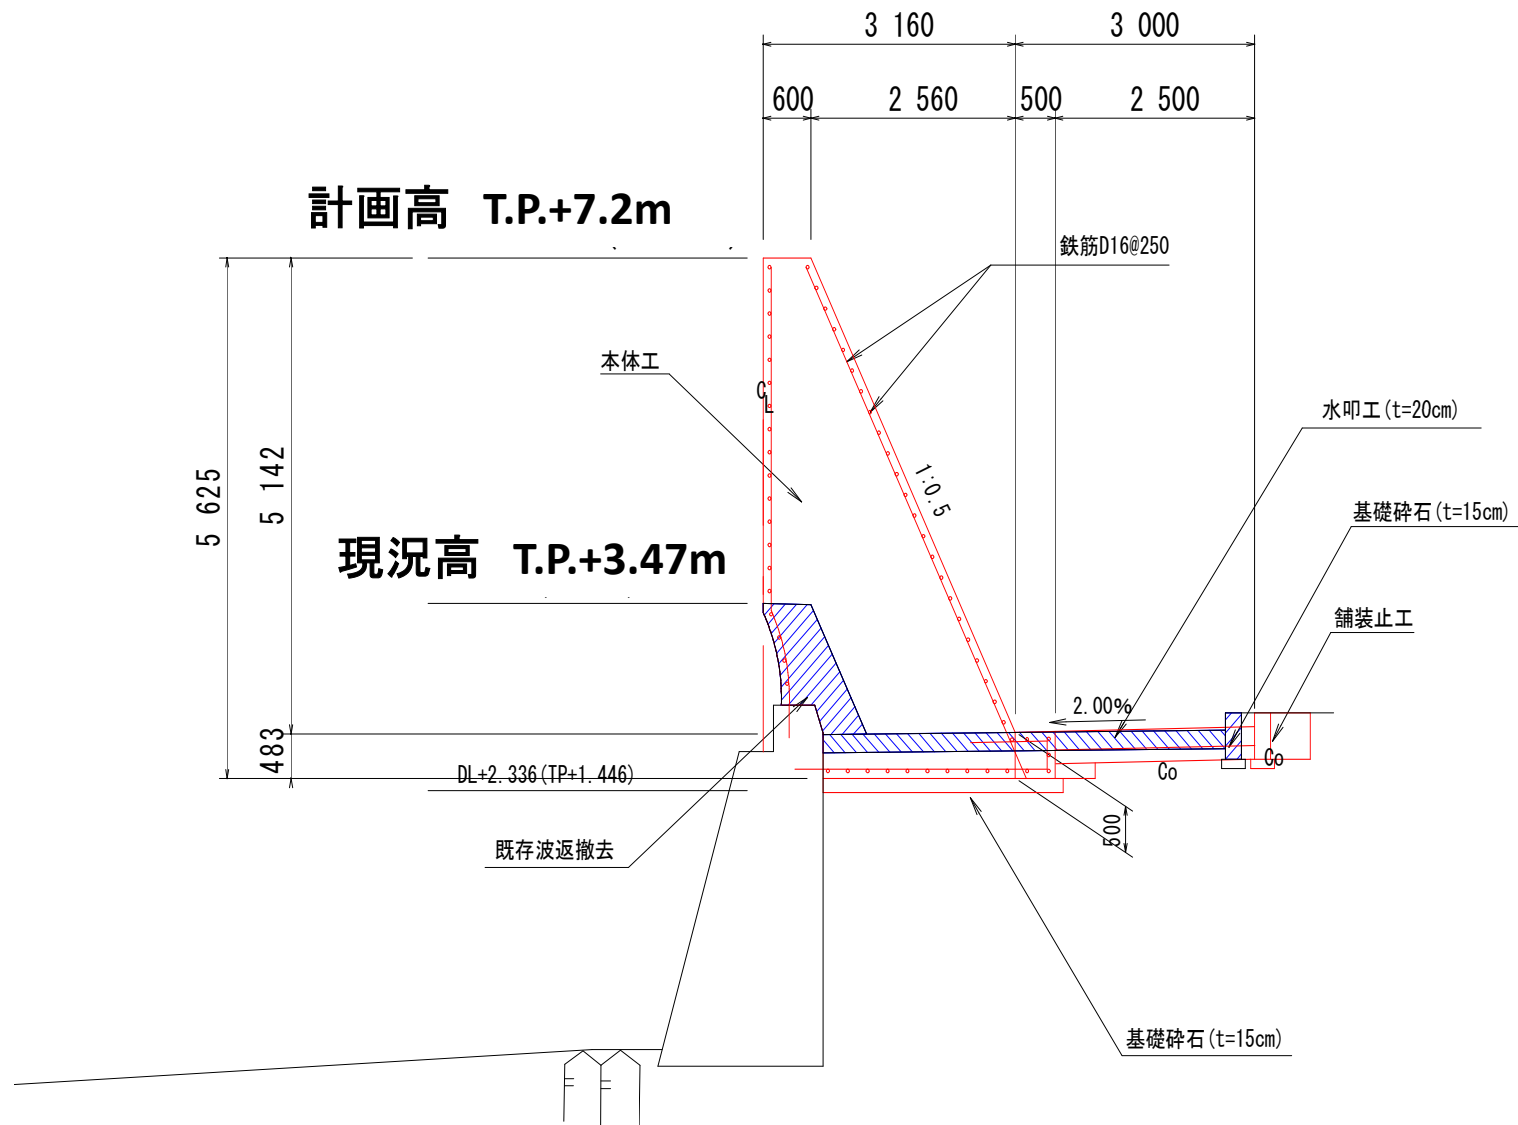 3 160
3 000
600
2 560
500
2 500
計画高 T.P.+7.2m
鉄筋D16@250
本体工
CL
水叩工(t=20cm)
5 625
5 142
1:0.5
基礎砕石(t=15cm)
現況高 T.P.+3.47m
舗装止工
2.00%
483
DL+2.336(TP+1.446)
Co
Co
500
既存波返撤去
基礎砕石(t=15cm)